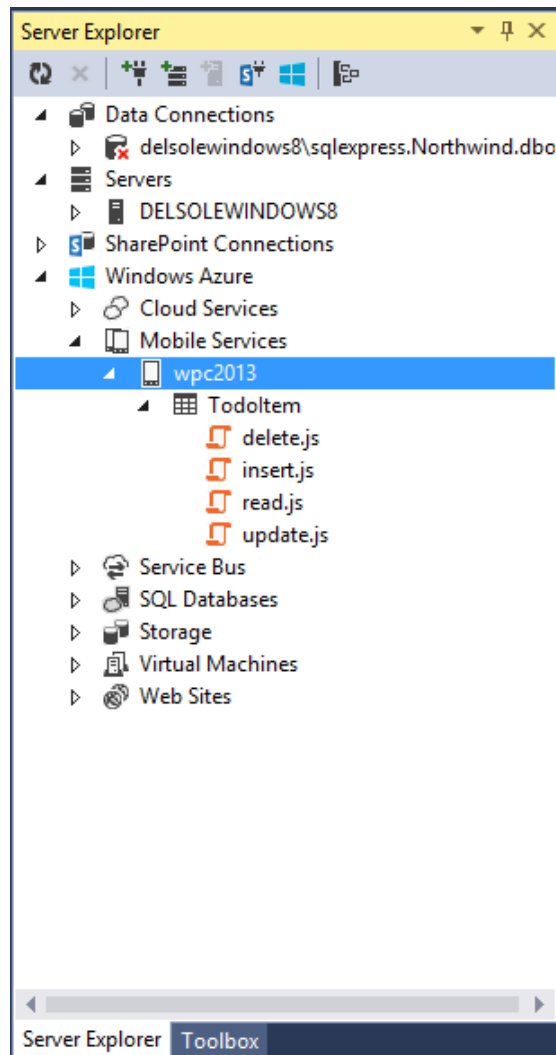 Server Explorer
Data Connections
delsolewindows8\sqlexpress.Northwind.dbo
Servers
DELSOLEWINDOWS8
SharePoint Connections
Windows Azure
Cloud Services
Mobile Services
wpc2013
TodoItem
delete.js
insert.js
read.js
update.js
Service Bus
SQL Databases
Storage
Virtual Machines
Web Sites
Server Explorer Toolbox